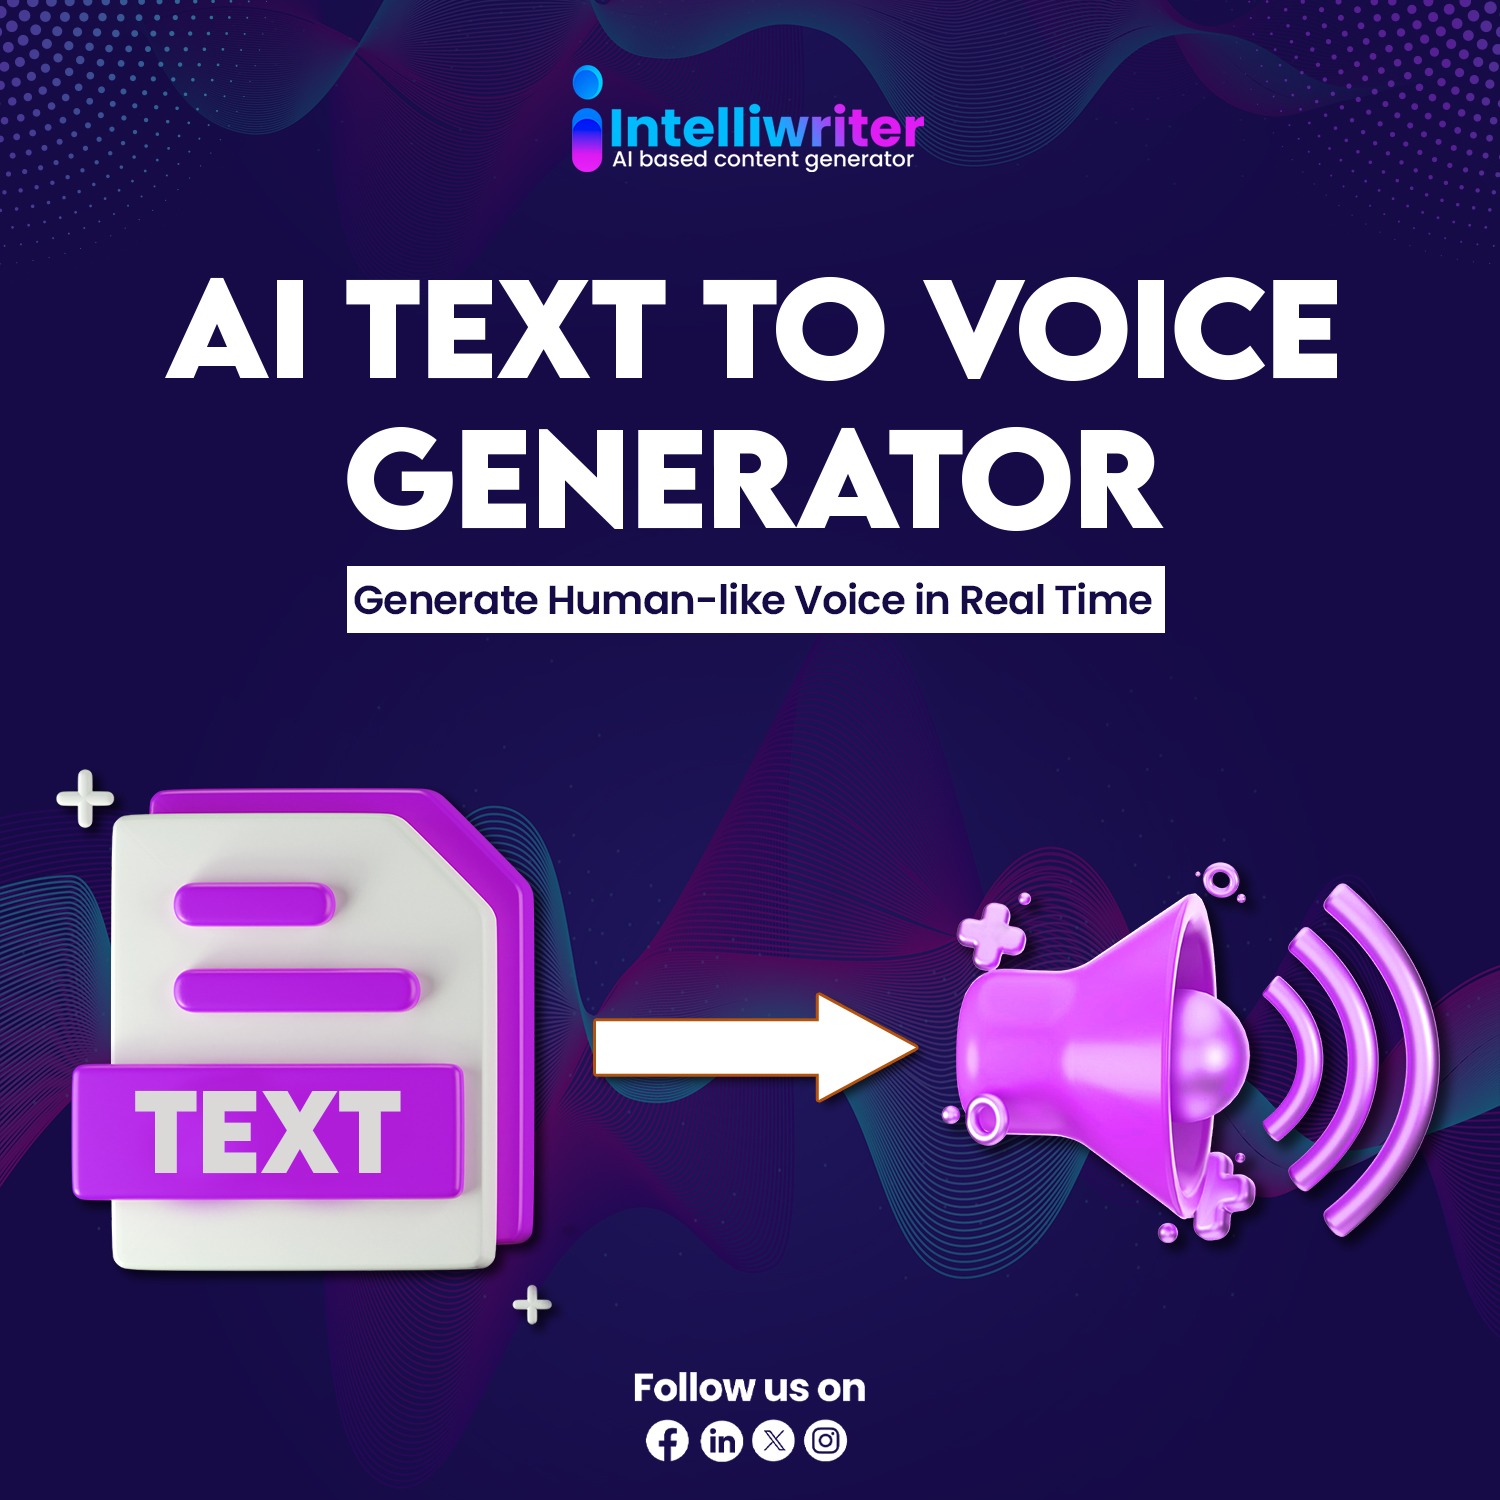 Intelliwriter
AI based content generator
AI TEXT TO VOICE
GENERATOR
Generate Human-like Voice in Real Time
TEXT
Follow us on